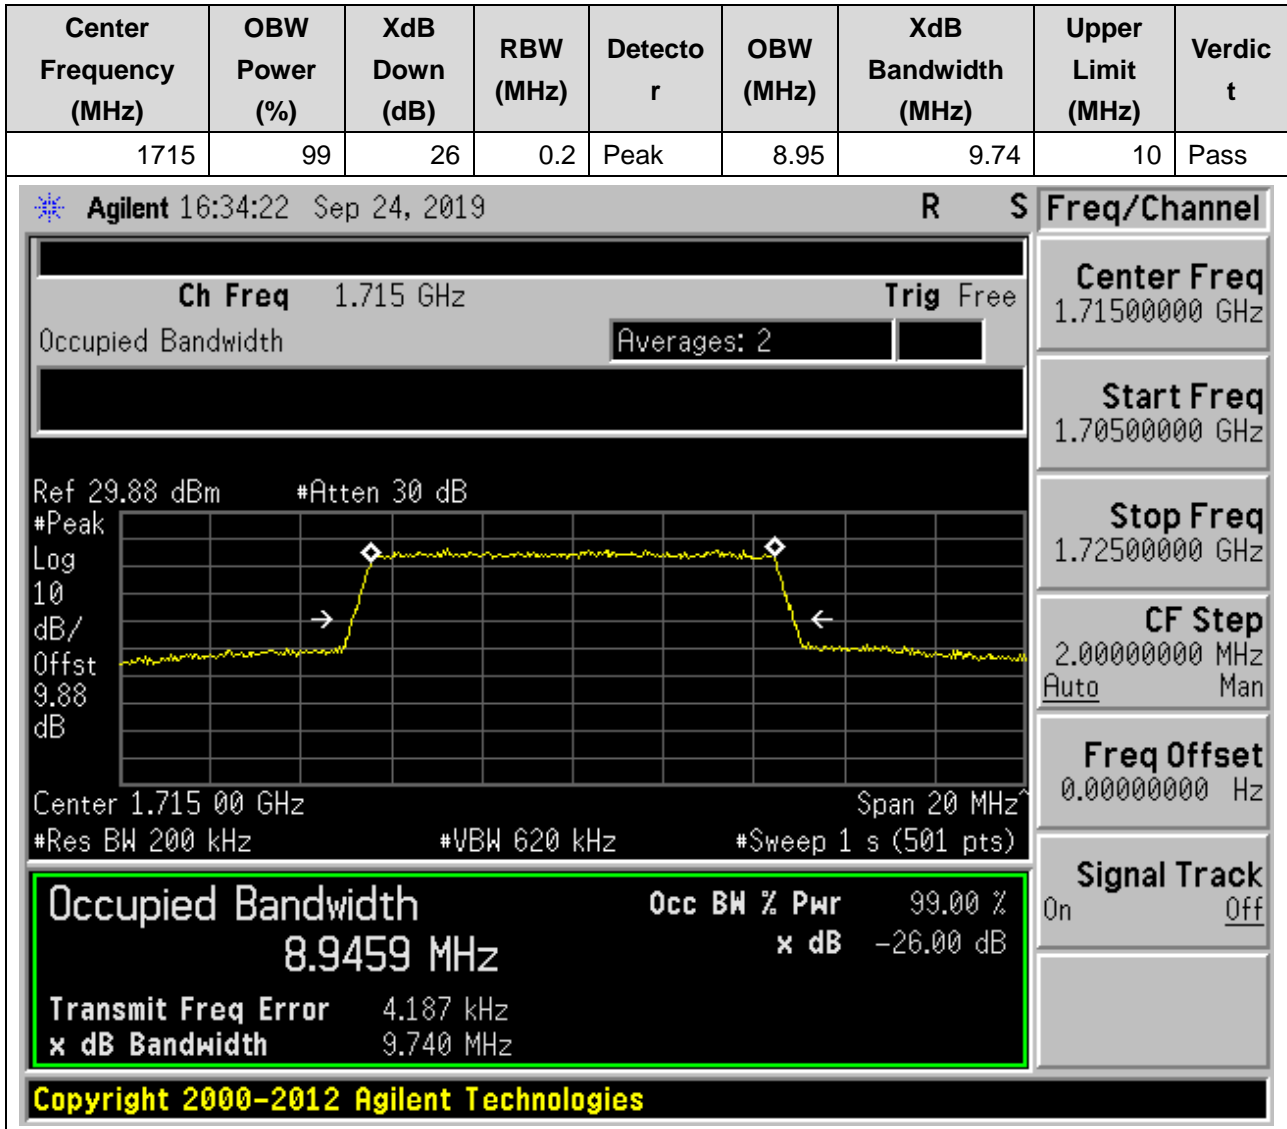 Center Frequency (MHz) OBW Power (%) XdB Down (dB) RBW (MHz) Detecto r OBW (MHz) XdB Bandwidth (MHz) Upper Limit (MHz) Verdic t
1715 99 26 0.2 Peak 8.95 9.74 10 Pass
Agilent 16:34:22 Sep 24, 2019 R S
Ch Freq 1.715 GHz Trig Free
Occupied Bandwidth Averages: 2
Ref 29.88 dBm #Atten 30 dB
#Peak
Log
10
dB/
Offst
9.88
dB
Center 1.715 00 GHz Span 20 MHz^
#Res BW 200 kHz #VBW 620 kHz #Sweep 1 s (501 pts)
Occupied Bandwidth Occ BW % Pwr 99.00 %
8.9459 MHz x dB -26.00 dB
Transmit Freq Error 4.187 kHz
x dB Bandwidth 9.740 MHz
Copyright 2000-2012 Agilent Technologies
Freq/Channel
Center Freq
1.71500000 GHz
Start Freq
1.70500000 GHz
Stop Freq
1.72500000 GHz
CF Step
2.00000000 MHz
Auto Man
Freq Offset
0.00000000 Hz
Signal Track
On Off